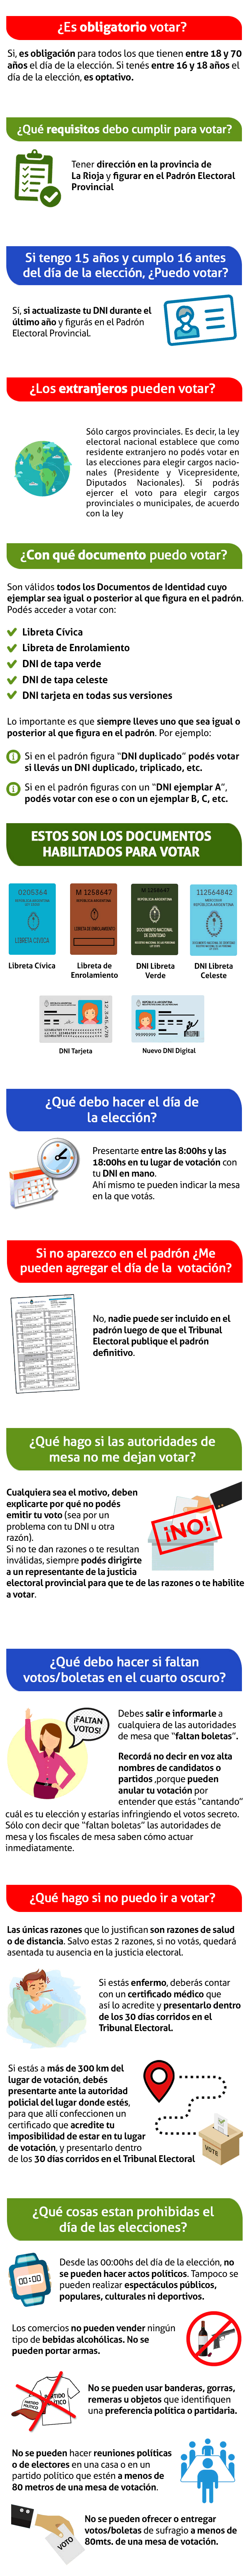 ¿Es obligatorio votar?
Si, es obligación para todos los que tienen entre 18 y 70
años el día de la elección. Si tenés entre 16 y 18 años el
día de la elección, es optativo.
¿Qué requisitos debo cumplir para votar?
Tener dirección en la provincia de
La Rioja y figurar en el Padrón Electoral
Provincial
Si tengo 15 años y cumplo 16 antes
del día de la elección, ¿Puedo votar?
Sí, si actualizaste tu DNI durante el
último año y figurás en el Padrón
Electoral Provincial.
¿Los extranjeros pueden votar?
Sólo cargos provinciales. Es decir, la ley
electoral nacional establece que como
residente extranjero no podés votar en
las elecciones para elegir cargos nacio-
nales (Presidente y Vicepresidente,
Diputados Nacionales). Sí podrás
ejercer el voto para elegir cargos
provinciales o municipales, de acuerdo
con la ley
¿Con qué documento puedo votar?
Son válidos todos los Documentos de Identidad cuyo
ejemplar sea igual o posterior al que figura en el padrón.
Podés acceder a votar con:
Libreta Cívica
Libreta de Enrolamiento
DNI de tapa verde
DNI de tapa celeste
DNI tarjeta en todas sus versiones
Lo importante es que siempre lleves uno que sea igual o
posterior al que figura en el padrón. Por ejemplo:
Si en el padrón figura “DNI duplicado” podés votar
si llevás un DNI duplicado, triplicado, etc.
Si en el padrón figuras con un “DNI ejemplar A”,
podés votar con ese o con un ejemplar B, C, etc.
ESTOS SON LOS DOCUMENTOS
HABILITADOS PARA VOTAR
0205364
M 1258647
M 1258647
112564842
REPÚBLICA ARGENTINA
LIBRETA CIVICA
LIBRETA DE ENROLAMIENTO
DOCUMENTO NACIONAL
DE IDENTIDAD
Libreta Cívica
Libreta de
Enrolamiento
DNI Libreta
Verde
DNI Libreta
Celeste
12.345.678
DNI Tarjeta
Nuevo DNI Digital
¿Qué debo hacer el día de
la elección?
Presentarte entre las 8:00hs y las
18:00hs en tu lugar de votación con
tu DNI en mano.
Ahí mismo te pueden indicar la mesa
en la que votás.
Si no aparezco en el padrón ¿Me
pueden agregar el día de la votación?
No, nadie puede ser incluido en el
padrón luego de que el Tribunal
Electoral publique el padrón
definitivo.
¿Qué hago si las autoridades de
mesa no me dejan votar?
Cualquiera sea el motivo, deben
explicarte por qué no podés
emitir tu voto (sea por un
problema con tu DNI u otra
razón).
Si no te dan razones o te resultan
inválidas, siempre podés dirigirte
a un representante de la justicia
electoral provincial para que te de las razones o te habilite
a votar.
¡NO!
¿Qué debo hacer si faltan
votos/boletas en el cuarto oscuro?
¡FALTAN
VOTOS!
Debes salir e informarle a
cualquiera de las autoridades
de mesa que “faltan boletas”.
Recordá no decir en voz alta
nombres de candidatos o
partidos ,porque pueden
anular tu votación por
entender que estás “cantando”
cuál es tu elección y estarías infringiendo el votos secreto.
Sólo con decir que “faltan boletas” las autoridades de
mesa y los fiscales de mesa saben cómo actuar
inmediatamente.
¿Qué hago si no puedo ir a votar?
Las únicas razones que lo justifican son razones de salud
o de distancia. Salvo estas 2 razones, si no votás, quedará
asentada tu ausencia en la justicia electoral.
Si estás enfermo, deberás contar
con un certificado médico que
así lo acredite y presentarlo dentro
de los 30 días corridos en el
Tribunal Electoral.
Si estás a más de 300 km del
lugar de votación, debés
presentarte ante la autoridad
policial del lugar donde estés,
para que allí confeccionen un
certificado que acredite tu
imposibilidad de estar en tu lugar
de votación, y presentarlo dentro
de los 30 días corridos en el Tribunal Electoral
VOTE
¿Qué cosas estan prohibidas el
día de las elecciones?
00:00
Desde las 00:00hs del día de la elección, no
se pueden hacer actos políticos. Tampoco se
pueden realizar espectáculos públicos,
populares, culturales ni deportivos.
Los comercios no pueden vender ningún
tipo de bebidas alcohólicas. No se
pueden portar armas.
No se pueden usar banderas, goras,
remeras u objetos que identifiquen
una preferencia política o partidaria.
No se pueden hacer reuniones políticas
o de electores en una casa o en un
partido político que estén a menos de
80 metros de una mesa de votación.
VOTO
No se pueden ofrecer o entregar
votos/boletas de sufragio a menos de
80mts. de una mesa de votación.